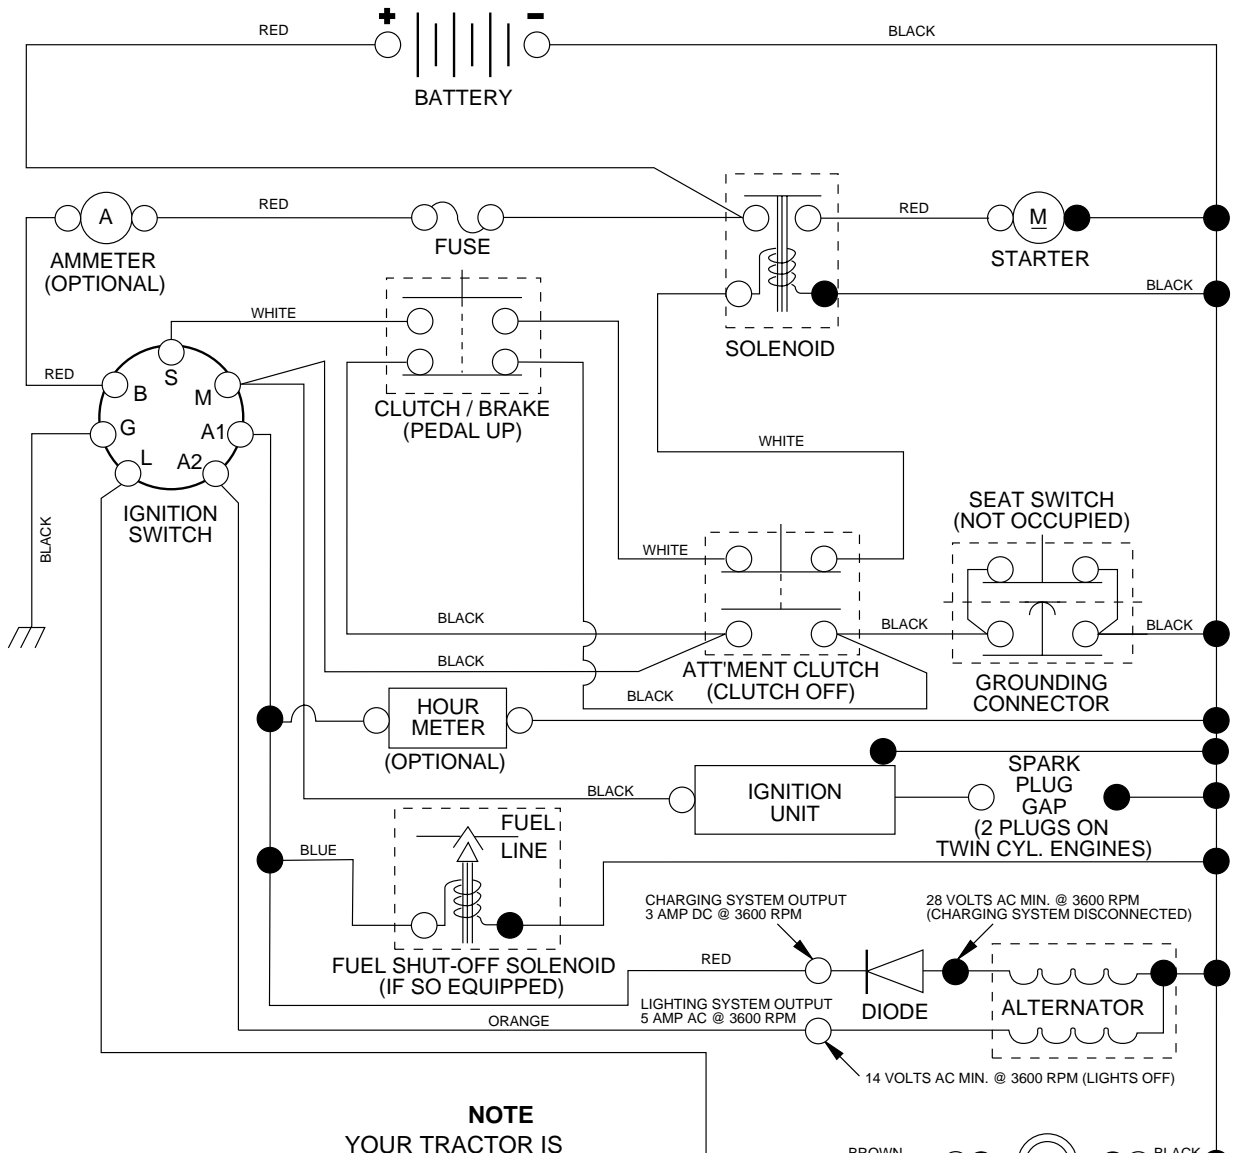 +
−
RED
BLACK
BATTERY
A
RED
FUSE
RED
M
STARTER
AMMETER
(OPTIONAL)
WHITE
BLACK
SOLENOID
RED
S
B
M
G
A1
L
A2
CLUTCH / BRAKE
(PEDAL UP)
WHITE
IGNITION
SWITCH
BLACK
SEAT SWITCH
(NOT OCCUPIED)
WHITE
BLACK
BLACK
BLACK
BLACK
ATT'MENT CLUTCH
(CLUTCH OFF)
BLACK
GROUNDING
CONNECTOR
HOUR
METER
(OPTIONAL)
BLACK
IGNITION
UNIT
SPARK
PLUG
GAP
(2 PLUGS ON
TWIN CYL. ENGINES)
FUEL
LINE
BLUE
CHARGING SYSTEM OUTPUT
3 AMP DC @ 3600 RPM
28 VOLTS AC MIN. @ 3600 RPM
(CHARGING SYSTEM DISCONNECTED)
FUEL SHUT-OFF SOLENOID
(IF SO EQUIPPED)
RED
DIODE
ALTERNATOR
LIGHTING SYSTEM OUTPUT
5 AMP AC @ 3600 RPM
ORANGE
14 VOLTS AC MIN. @ 3600 RPM (LIGHTS OFF)
NOTE
YOUR TRACTOR IS
BROWN
BLACK